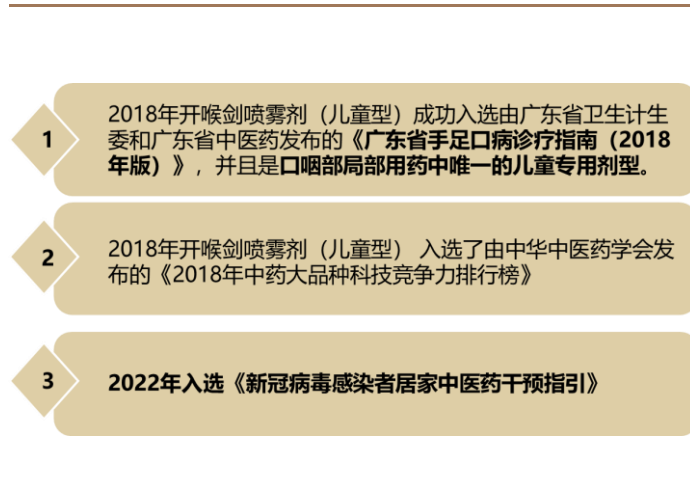 1
2018年开喉剑喷雾剂（儿童型）成功入选由广东省卫生计生
委和广东省中医药发布的《广东省手足口病诊疗指南（2018
年版）》，并且是口咽部局部用药中唯一的儿童专用剂型。
2
2018年开喉剑喷雾剂（儿童型） 入选了由中华中医药学会发
布的《2018年中药大品种科技竞争力排行榜》
3
2022年入选《新冠病毒感染者居家中医药干预指引》